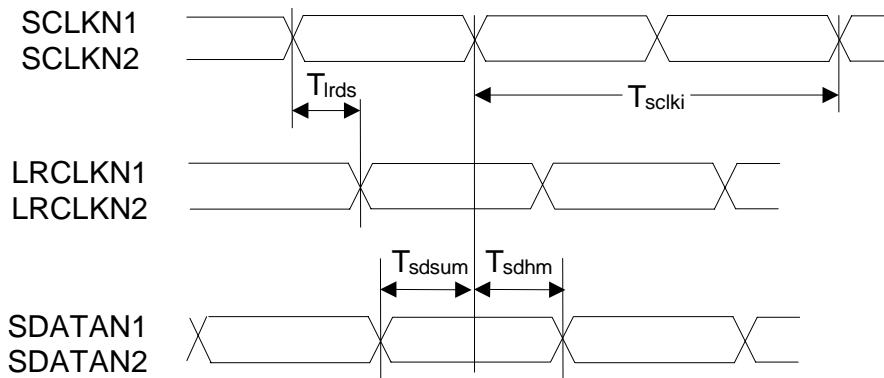 SCLKN1
SCLKN2
Tlrds
Tsclki
LRCLKN1
LRCLKN2
Tsdsum
Tsdhm
SDATAN1
SDATAN2